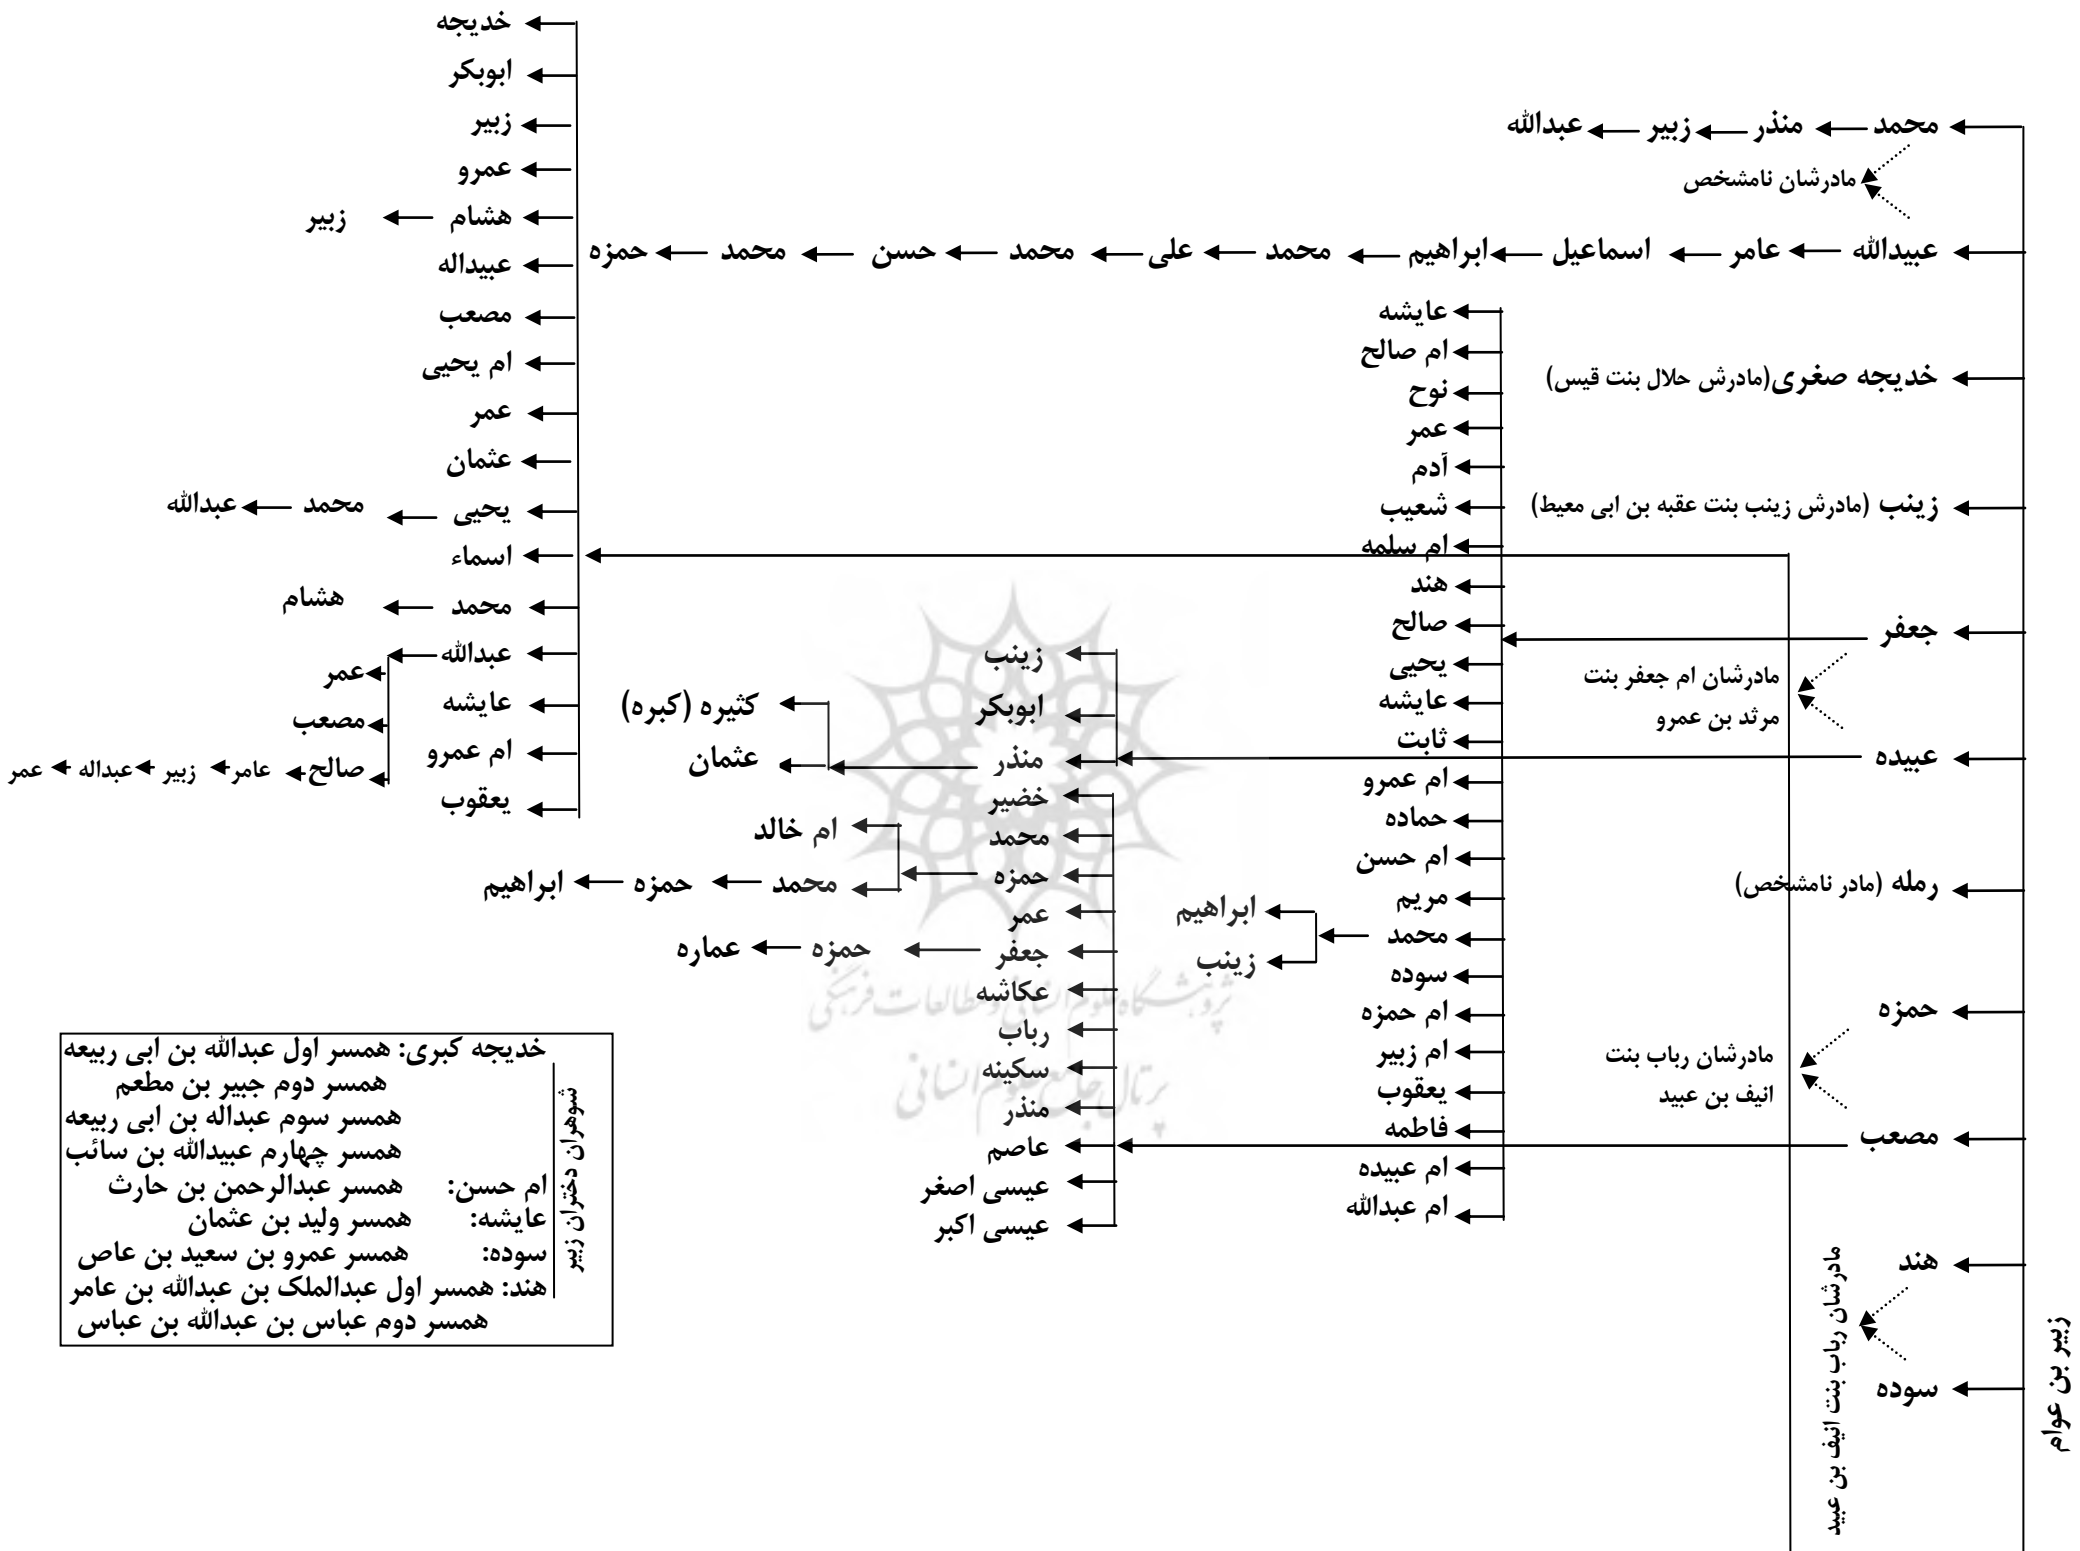 زبیر بن عوام
محمد
منذر
زبیر
عبدالله
مادرشان نامشخص
عبیدالله
عامر
اسماعیل
ابراهیم
محمد
علی
محمد
حسن
محمد
حمزه
خدیجه صغری(مادرش حلال بنت قیس)
زینب (مادرش زینب بنت عقبه بن ابی معیط)
جعفر
مادرشان ام جعفر بنت
مرثد بن عمرو
عبیده
رمله (مادر نامشخص)
حمزه
مادرشان رباب بنت
انیف بن عبید
مصعب
هند
سوده
مادرشان رباب بنت انیف بن عبید
عایشه
ام صالح
نوح
عمر
آدم
شعیب
ام سلمه
هند
صالح
یحیی
عایشه
ثابت
ام عمرو
حماده
ام حسن
مریم
محمد
ابراهیم
زینب
سوده
ام حمزه
ام زبیر
یعقوب
فاطمه
ام عبیده
ام عبدالله
زینب
ابوبکر
منذر
کثیره (کبره)
عثمان
خضیر
محمد
حمزه
ام خالد
محمد
حمزه
ابراهیم
عمر
جعفر
حمزه
عماره
عکاشه
رباب
سکینه
منذر
عاصم
عیسی اصغر
عیسی اکبر
پژوهشگاه علوم انسانی و مطالعات فرهنگی
پرتال جامع علوم انسانی
خدیجه
ابوبکر
زبیر
عمرو
هشام
زبیر
عبیداله
مصعب
ام یحیی
عمر
عثمان
یحیی
محمد
عبدالله
اسماء
محمد
هشام
عبدالله
عمر
مصعب
صالح
عامر
زبیر
عبداله
عمر
عایشه
ام عمرو
یعقوب
شوهران دختران زبیر
خدیجه کبری: همسر اول عبدالله بن ابی ربیعه
همسر دوم جبیر بن مطعم
همسر سوم عبداله بن ابی ربیعه
همسر چهارم عبیدالله بن سائب
ام حسن: همسر عبدالرحمن بن حارث
عایشه: همسر ولید بن عثمان
سوده: همسر عمرو بن سعید بن عاص
هند: همسر اول عبدالملک بن عبدالله بن عامر
همسر دوم عباس بن عبدالله بن عباس